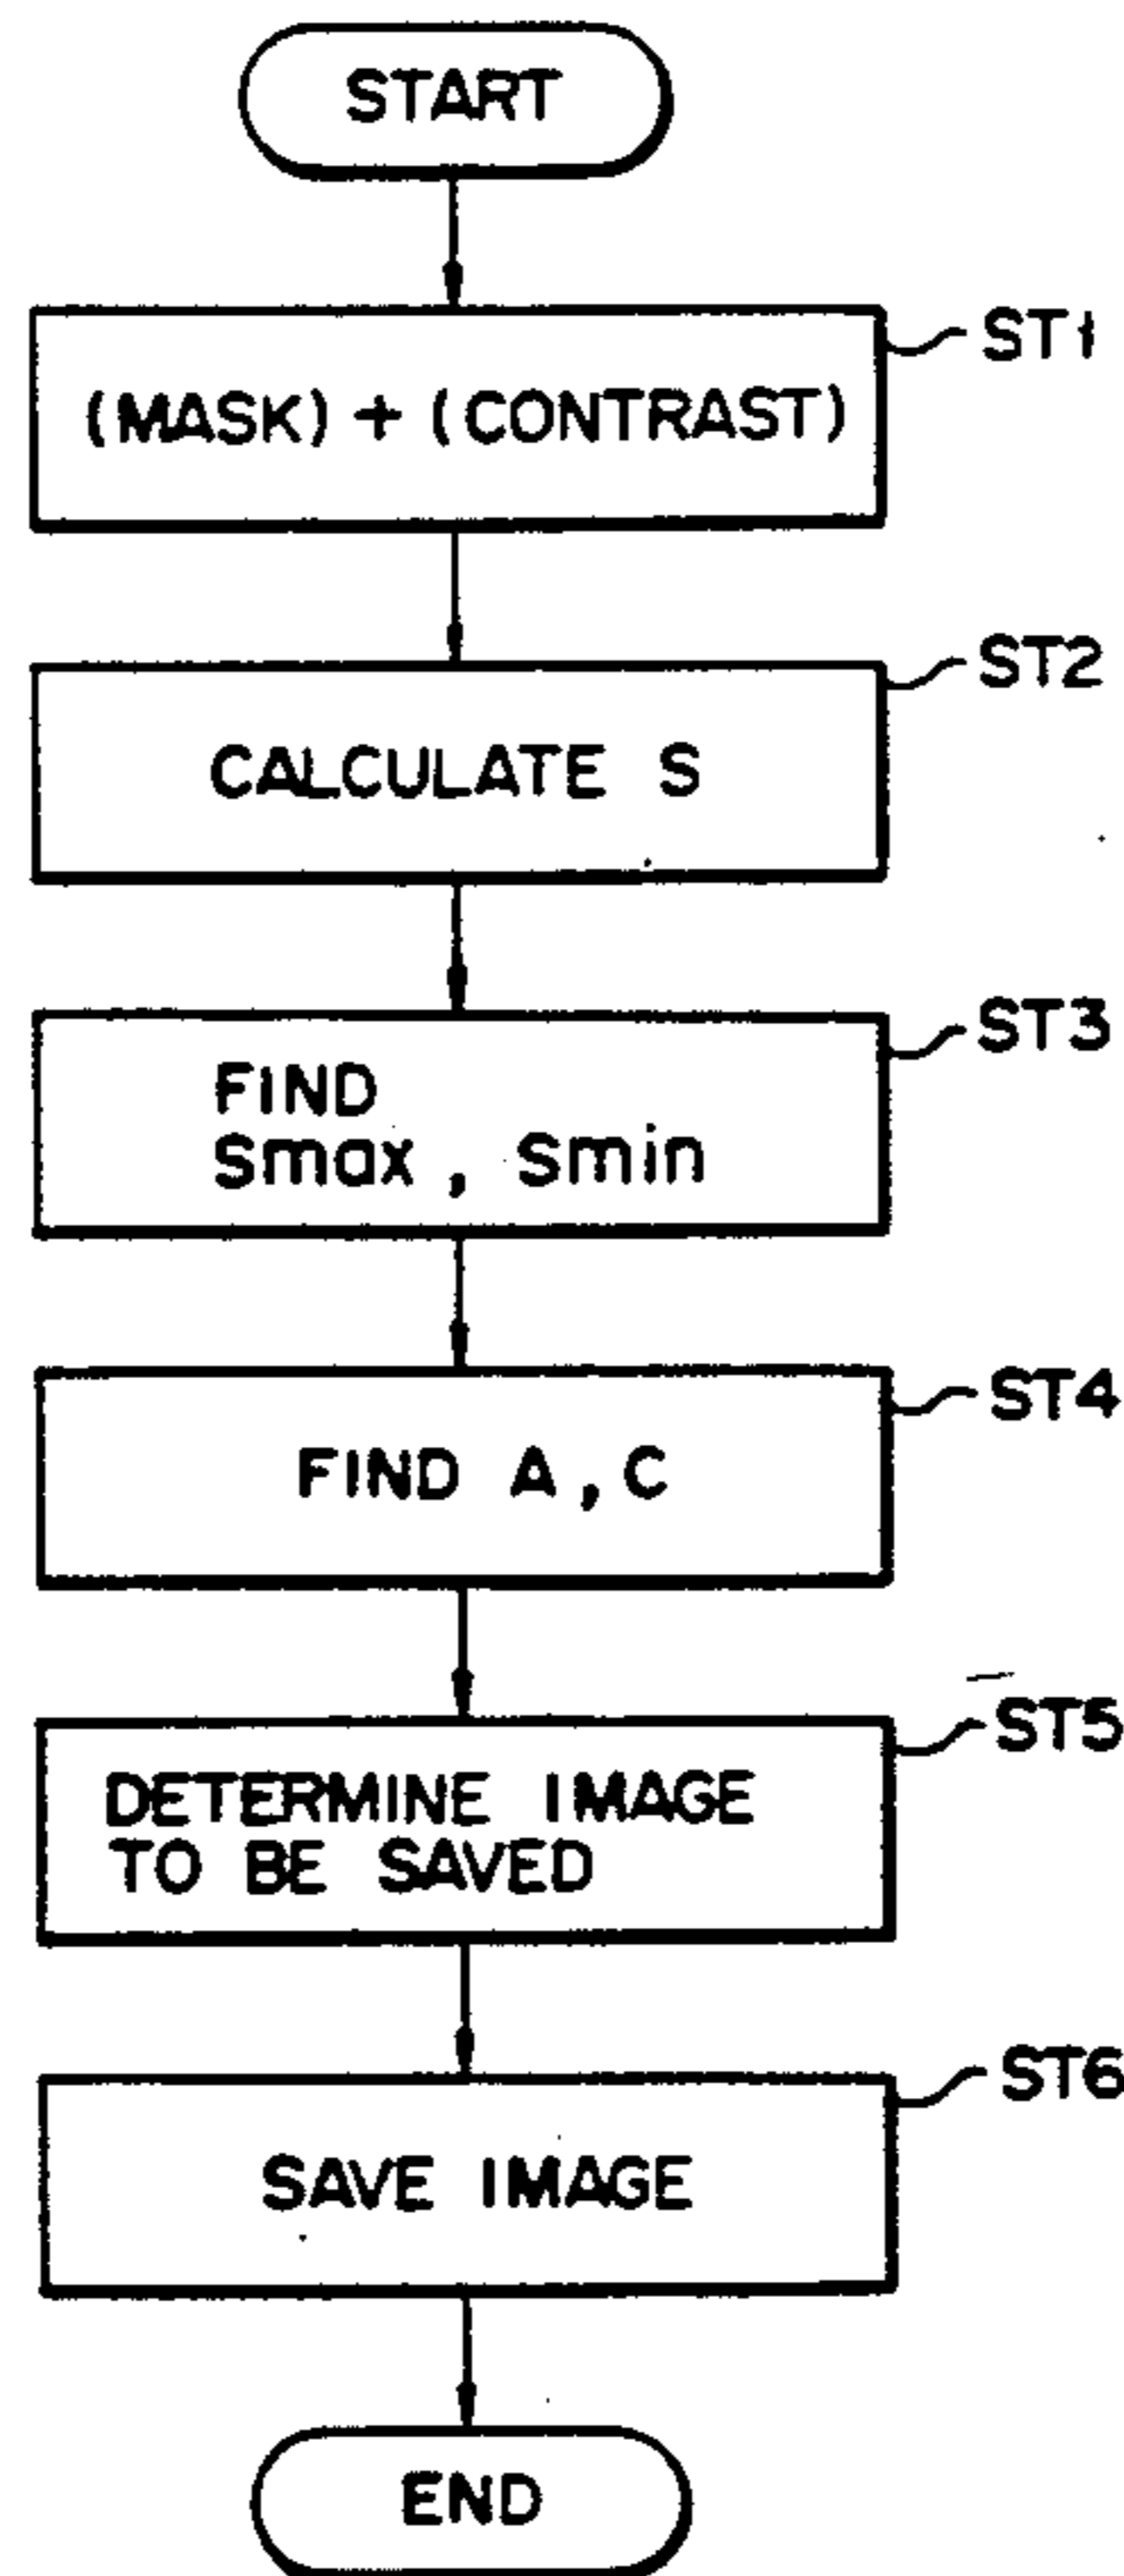 START
ST1
(MASK) + (CONTRAST)
ST2
CALCULATE S
ST3
FIND
Smax, Smin
ST4
FIND A, C
ST5
DETERMINE IMAGE
TO BE SAVED
ST6
SAVE IMAGE
END